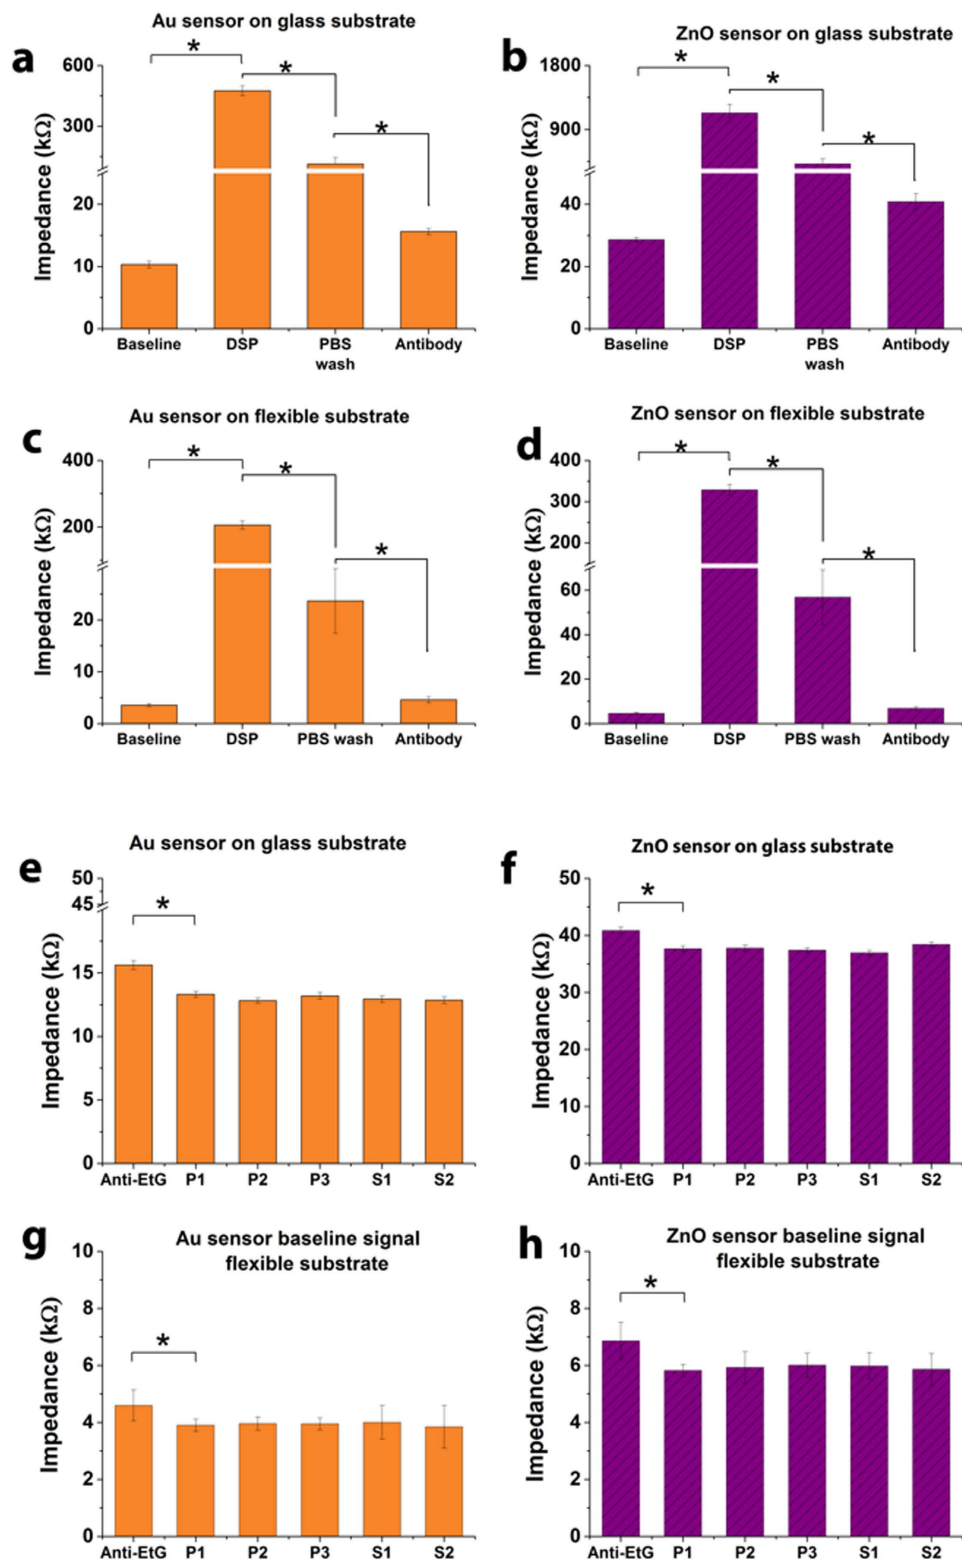 Au sensor on glass substrate
a
Impedance (kΩ)
600
300
20
10
0
*
*
*
Baseline DSP PBS wash Antibody
ZnO sensor on glass substrate
b
Impedance (kΩ)
1800
900
40
20
0
*
*
*
Baseline DSP PBS wash Antibody
Au sensor on flexible substrate
c
Impedance (kΩ)
400
200
20
10
0
*
*
*
Baseline DSP PBS wash Antibody
ZnO sensor on flexible substrate
d
Impedance (kΩ)
400
300
200
60
40
20
0
*
*
*
Baseline DSP PBS wash Antibody
Au sensor on glass substrate
e
Impedance (kΩ)
50
45
15
10
5
0
*
Anti-EtG P1 P2 P3 S1 S2
ZnO sensor on glass substrate
f
Impedance (kΩ)
50
40
30
20
10
0
*
Anti-EtG P1 P2 P3 S1 S2
Au sensor baseline signal
flexible substrate
g
Impedance (kΩ)
10
8
6
4
2
0
*
Anti-EtG P1 P2 P3 S1 S2
ZnO sensor baseline signal
flexible substrate
h
Impedance (kΩ)
10
8
6
4
2
0
*
Anti-EtG P1 P2 P3 S1 S2